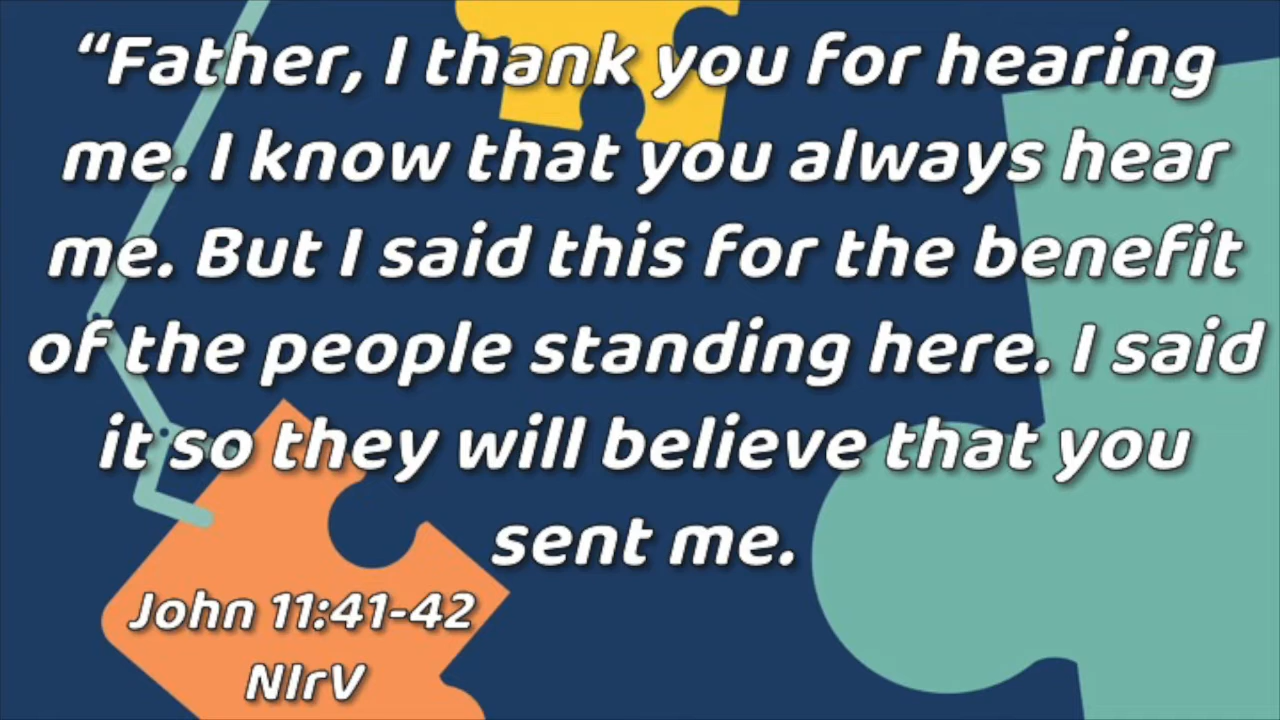 “Father, I thank you for hearing
me. I know that you always hear
me. But I said this for the benefit
of the people standing here. I said
it so they will believe that you
sent me.
John 11:41-42
NIrV